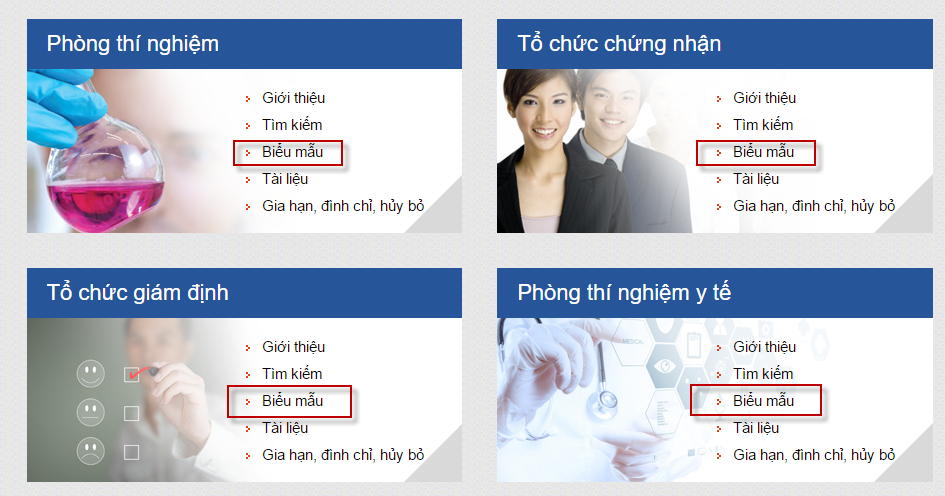 Phòng thí nghiệm
Giới thiệu
Tìm kiếm
Biểu mẫu
Tài liệu
Gia hạn, đình chỉ, hủy bỏ
Tổ chức chứng nhận
Giới thiệu
Tìm kiếm
Biểu mẫu
Tài liệu
Gia hạn, đình chỉ, hủy bỏ
Tổ chức giám định
Giới thiệu
Tìm kiếm
Biểu mẫu
Tài liệu
Gia hạn, đình chỉ, hủy bỏ
Phòng thí nghiệm y tế
MEDICAL
Giới thiệu
Tìm kiếm
Biểu mẫu
Tài liệu
Gia hạn, đình chỉ, hủy bỏ